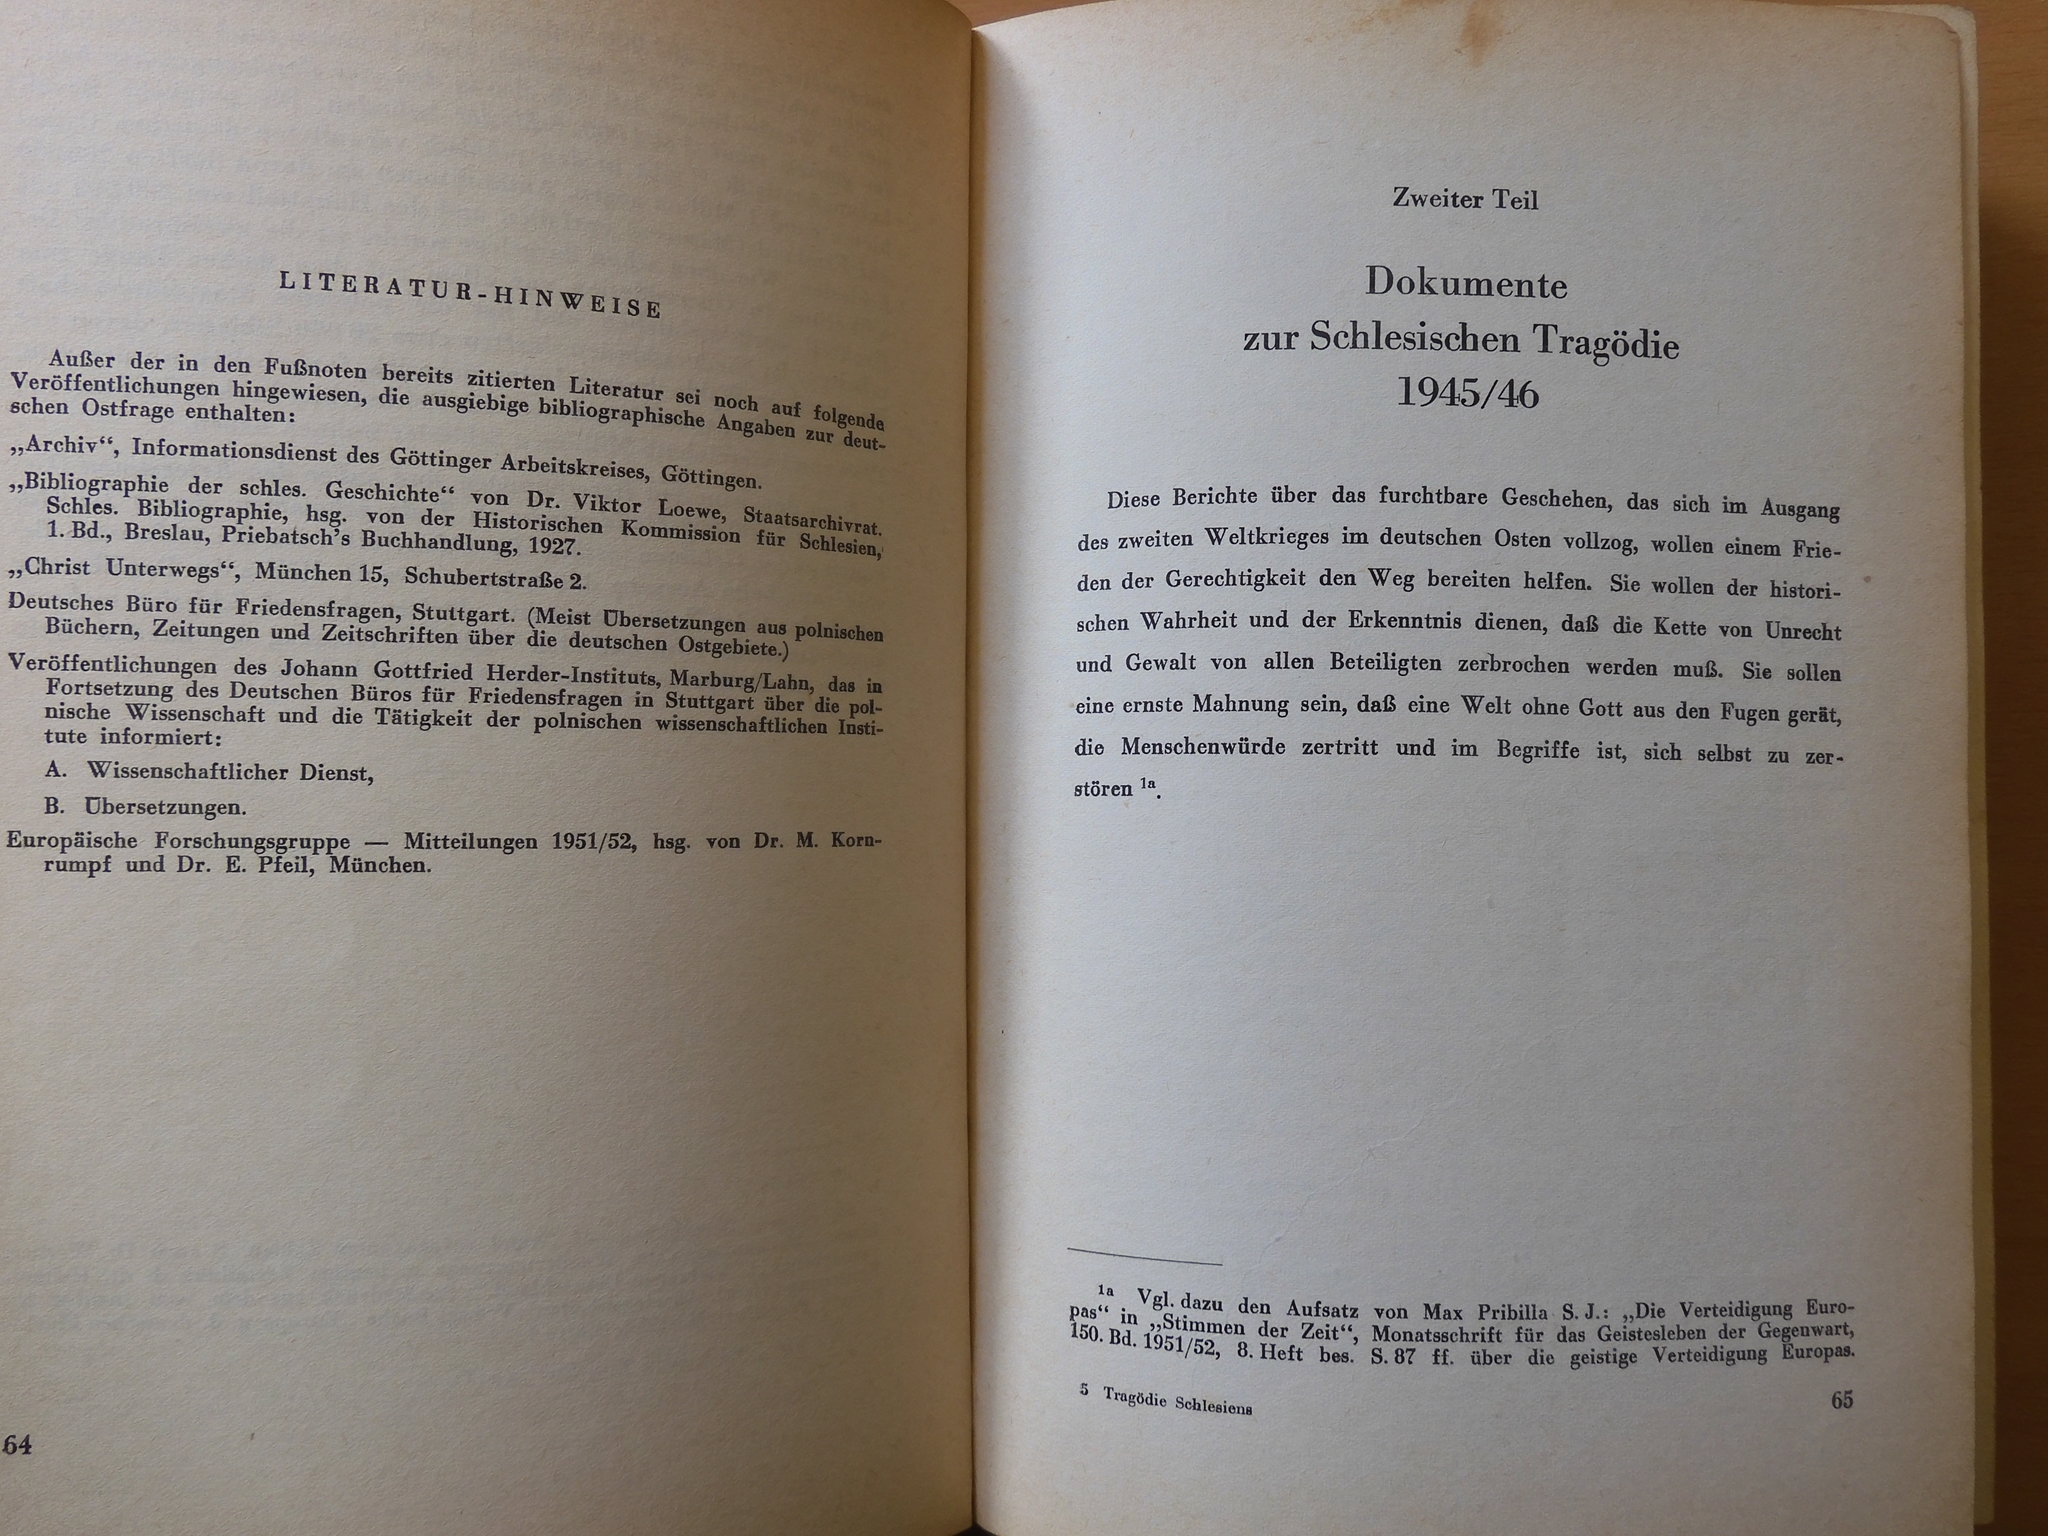 LITERATUR-HINWEISE
Außer der in den Fußnoten bereits zitierten Literatur sei noch auf folgende
Veröffentlichungen hingewiesen, die ausgiebige bibliographische Angaben zur deut-
schen Ostfrage enthalten:
„Archiv“, Informationsdienst des Göttinger Arbeitskreises, Göttingen.
„Bibliographie der schles. Geschichte“ von Dr. Viktor Loewe, Staatsarchivrat.
Schles. Bibliographie, hsg. von der Historischen Kommission für Schlesien,
1. Bd., Breslau, Priebatsch's Buchhandlung, 1927.
„Christ Unterwegs“, München 15, Schubertstraße 2.
Deutsches Büro für Friedensfragen, Stuttgart. (Meist Übersetzungen aus polnischen
Büchern, Zeitungen und Zeitschriften über die deutschen Ostgebiete.)
Veröffentlichungen des Johann Gottfried Herder-Instituts, Marburg/Lahn, das in
Fortsetzung des Deutschen Büros für Friedensfragen in Stuttgart über die pol-
nische Wissenschaft und die Tätigkeit der polnischen wissenschaftlichen Insti-
tute informiert:
A. Wissenschaftlicher Dienst,
B. Übersetzungen.
Europäische Forschungsgruppe — Mitteilungen 1951/52, hsg. von Dr. M. Korn-
rumpf und Dr. E. Pfeil, München.
64
Zweiter Teil
Dokumente
zur Schlesischen Tragödie
1945/46
Diese Berichte über das furchtbare Geschehen, das sich im Ausgang
des zweiten Weltkrieges im deutschen Osten vollzog, wollen einem Frie-
den der Gerechtigkeit den Weg bereiten helfen. Sie wollen der histori-
schen Wahrheit und der Erkenntnis dienen, daß die Kette von Unrecht
und Gewalt von allen Beteiligten zerbrochen werden muß. Sie sollen
eine ernste Mahnung sein, daß eine Welt ohne Gott aus den Fugen gerät,
die Menschenwürde zertritt und im Begriffe ist, sich selbst zu zer-
stören 1a.
1a Vgl. dazu den Aufsatz von Max Pribilla S. J.: „Die Verteidigung Euro-
pas“ in „Stimmen der Zeit“, Monatsschrift für das Geistesleben der Gegenwart,
150. Bd. 1951/52, 8. Heft bes. S. 87 ff. über die geistige Verteidigung Europas.
5 Tragödie Schlesiens
65